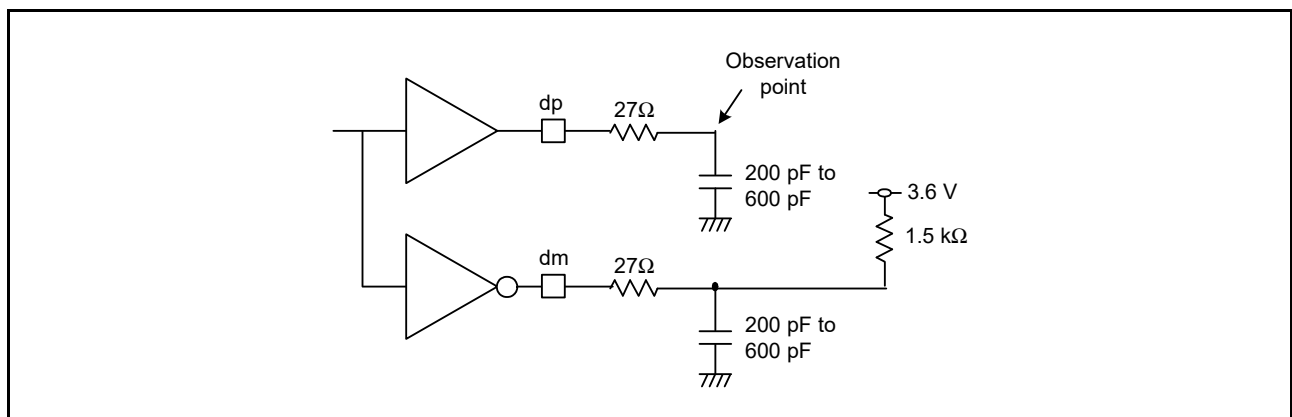 Observation
point
dp
27Ω
200 pF to
600 pF
3.6 V
1.5 kΩ
dm
27Ω
200 pF to
600 pF